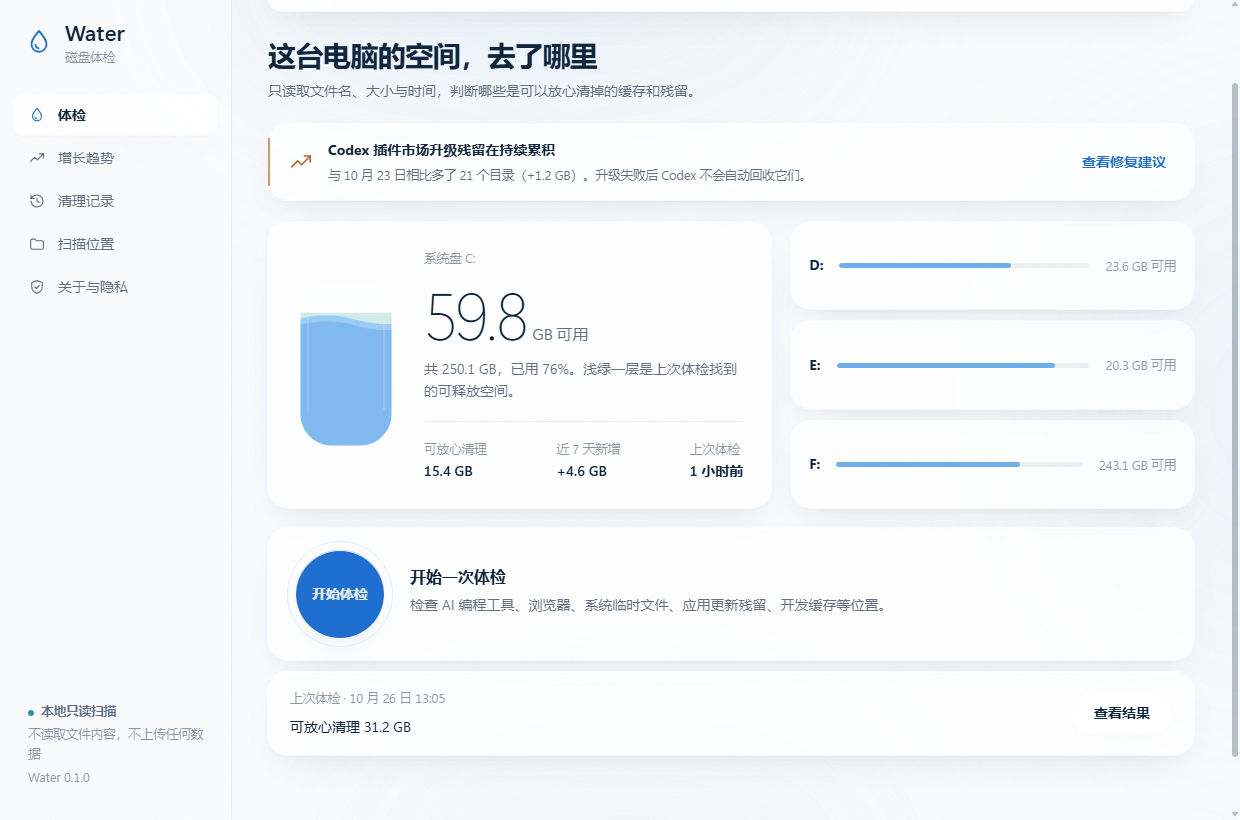 Water
磁盘体检
体检
增长趋势
清理记录
扫描位置
关于与隐私
本地只读扫描
不读取文件内容，不上传任何数
据
Water 0.1.0
这台电脑的空间，去了哪里
只读取文件名、大小与时间，判断哪些是可以放心清掉的缓存和残留。
Codex 插件市场升级残留在持续累积
与 10 月 23 日相比多了 21 个目录（+1.2 GB）。升级失败后 Codex 不会自动回收它们。
查看修复建议
系统盘 C:
59.8 GB 可用
共 250.1 GB，已用 76%。浅绿一层是上次体检找到
的可释放空间。
可放心清理 近 7 天新增 上次体检
15.4 GB +4.6 GB 1 小时前
D: 23.6 GB 可用
E: 20.3 GB 可用
F: 243.1 GB 可用
开始体检
开始一次体检
检查 AI 编程工具、浏览器、系统临时文件、应用更新残留、开发缓存等位置。
上次体检 · 10 月 26 日 13:05
可放心清理 31.2 GB
查看结果